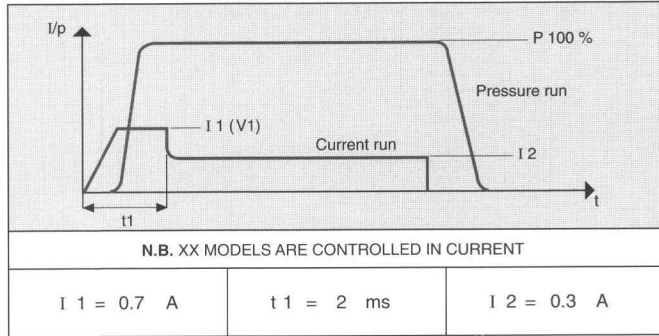 I/p
P 100 %
Pressure run
I 1 (V1)
Current run
I 2
t
t1
N.B. XX MODELS ARE CONTROLLED IN CURRENT
I 1 = 0.7 A
t 1 = 2 ms
I 2 = 0.3 A